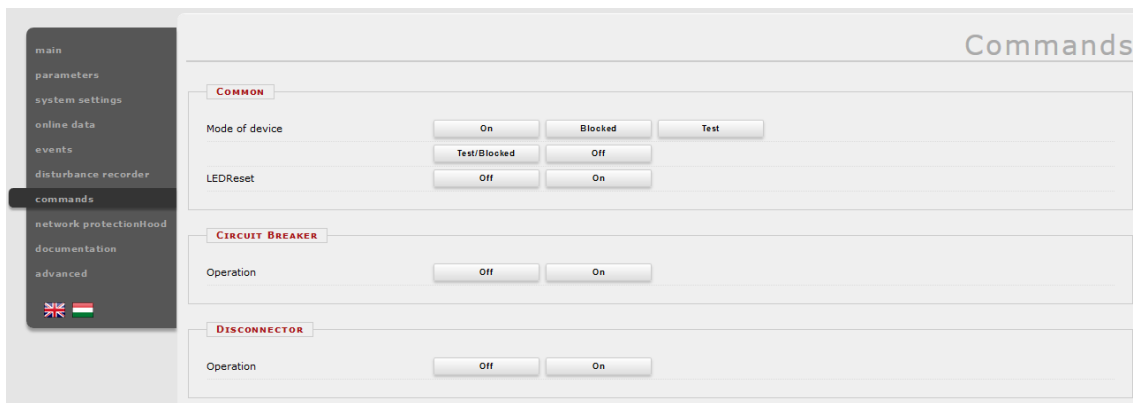 Commands
main
parameters
system settings
online data
events
disturbance recorder
commands
network protectionHood
documentation
advanced
COMMON
Mode of device On Blocked Test
Test/Blocked Off
LEDReset Off On
CIRCUIT BREAKER
Operation Off On
DISCONNECTOR
Operation Off On